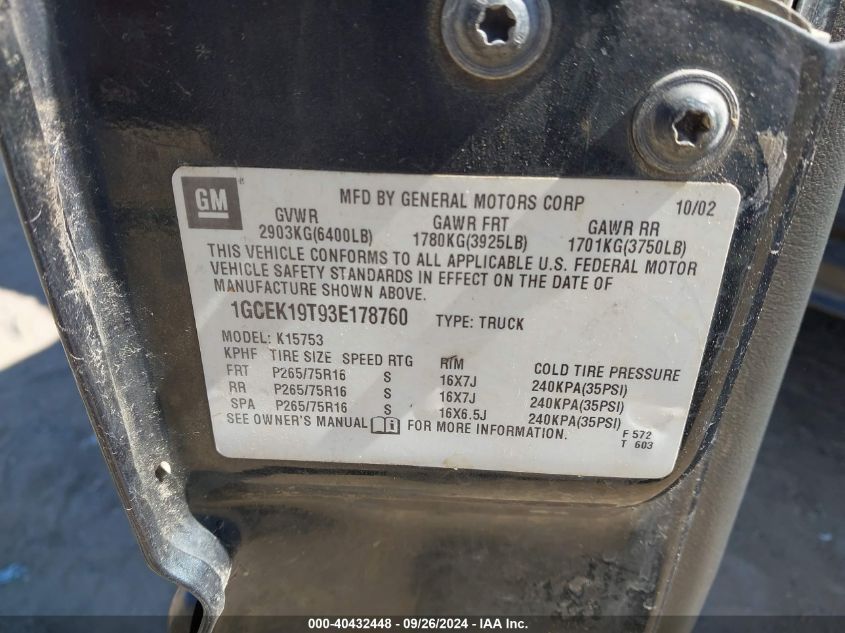 GM
MFD BY GENERAL MOTORS CORP 10/02
GVWR GAWR FRT GAWR RR
2903KG(6400LB) 1780KG(3925LB) 1701KG(3750LB)
THIS VEHICLE CONFORMS TO ALL APPLICABLE U.S. FEDERAL MOTOR
VEHICLE SAFETY STANDARDS IN EFFECT ON THE DATE OF
MANUFACTURE SHOWN ABOVE.
1GCEK19T93E178760 TYPE: TRUCK
MODEL: K15753
KPHF TIRE SIZE SPEED RTG RIM COLD TIRE PRESSURE
FRT P265/75R16 S 16X7J 240KPA(35PSI)
RR P265/75R16 S 16X7J 240KPA(35PSI)
SPA P265/75R16 S 16X6.5J 240KPA(35PSI)
SEE OWNER'S MANUAL FOR MORE INFORMATION.
F 572
T 603
000-40432448 - 09/26/2024 - IAA Inc.